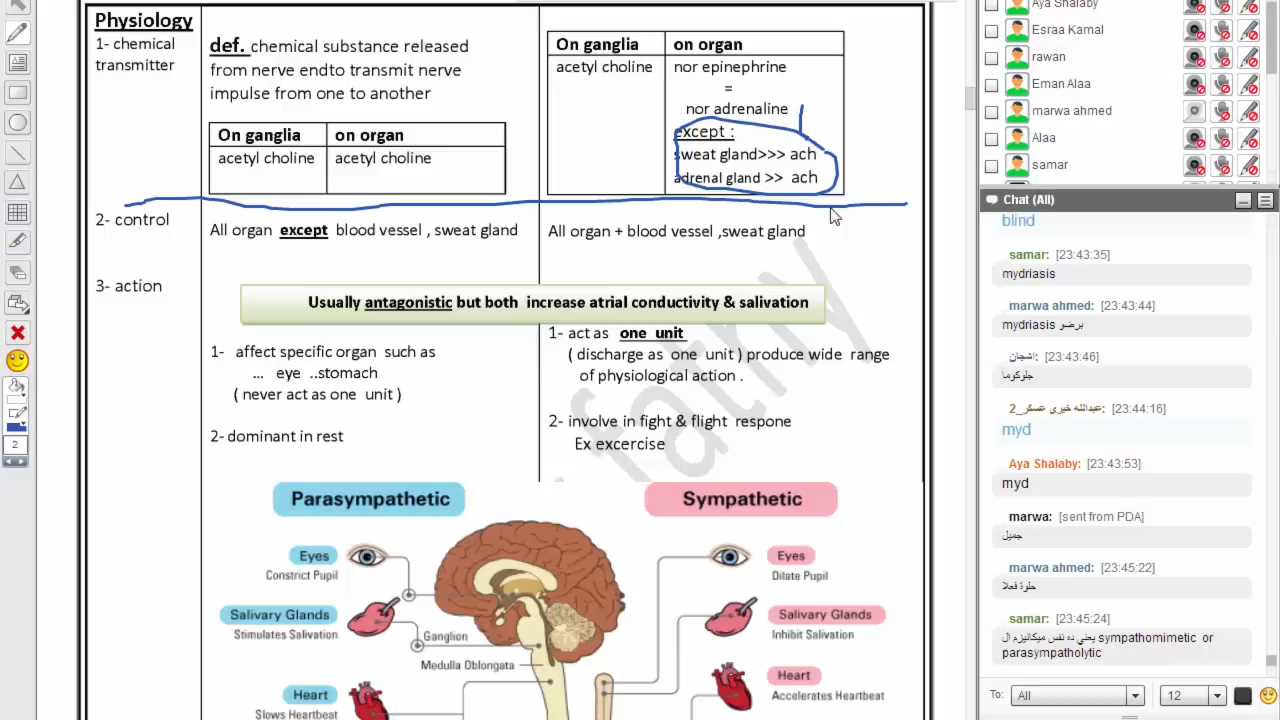 Physiology
1- chemical
transmitter
def. chemical substance released
from nerve endto transmit nerve
impulse from one to another
On ganglia
on organ
acetyl choline
acetyl choline
On ganglia
on organ
acetyl choline
nor epinephrine
=
nor adrenaline
except :
sweat gland>>> ach
adrenal gland >> ach
2- control
All organ except blood vessel , sweat gland
All organ + blood vessel ,sweat gland
3- action
Usually antagonistic but both increase atrial conductivity & salivation
1- affect specific organ such as
... eye ..stomach
( never act as one unit )
2- dominant in rest
1- act as one unit
( discharge as one unit ) produce wide range
of physiological action .
2- involve in fight & flight respone
Ex excercise
fathy
Parasympathetic
Sympathetic
Eyes
Constrict Pupil
Salivary Glands
Stimulates Salivation
Heart
Slows Heartbeat
Ganglion
Medulla Oblongata
Eyes
Dilate Pupil
Salivary Glands
Inhibit Salivation
Heart
Accelerates Heartbeat
2
Aya Shalaby
Esraa Kamal
rawan
Eman Alaa
marwa ahmed
Alaa
samar
Chat (All)
blind
samar: [23:43:35]
mydriasis
marwa ahmed: [23:43:44]
mydriasis برضو
اشجان: [23:43:46]
جلوكوما
عبدالله خيري عسكر_2: [23:44:16]
myd
Aya Shalaby: [23:43:53]
myd
marwa: [sent from PDA]
جميل
marwa ahmed: [23:45:22]
حلوة فعلا
samar: [23:45:24]
يعني ده نفس ميكانيزم ال sympathomimetic or
parasympatholytic
To:
All
12